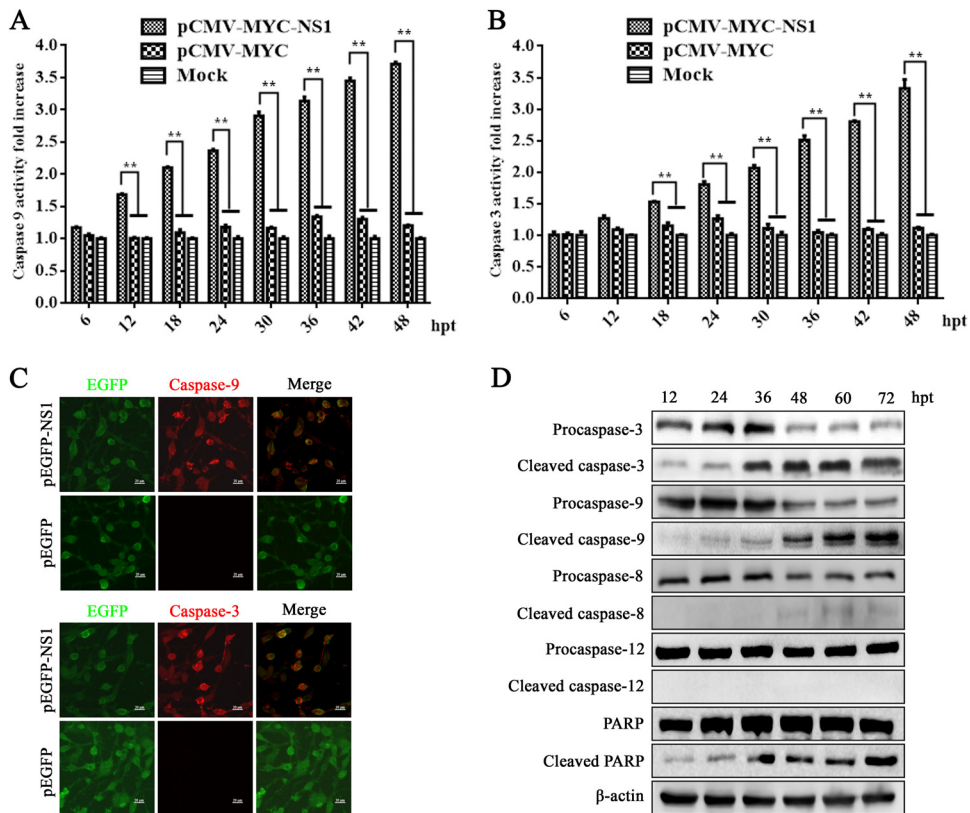 A
pCMV-MYC-NS1
pCMV-MYC
Mock
Caspase 9 activity fold increase
4.0
3.5
3.0
2.5
2.0
1.5
1.0
0.5
0.0
** ** ** ** ** ** **
6 12 18 24 30 36 42 48 hpt
B
pCMV-MYC-NS1
pCMV-MYC
Mock
Caspase 3 activity fold increase
4.0
3.5
3.0
2.5
2.0
1.5
1.0
0.5
0.0
** ** ** ** ** **
6 12 18 24 30 36 42 48 hpt
C
EGFP Caspase-9 Merge
pEGFP-NS1
pEGFP
EGFP Caspase-3 Merge
pEGFP-NS1
pEGFP
D
12 24 36 48 60 72 hpt
Procaspase-3
Cleaved caspase-3
Procaspase-9
Cleaved caspase-9
Procaspase-8
Cleaved caspase-8
Procaspase-12
Cleaved caspase-12
PARP
Cleaved PARP
β-actin